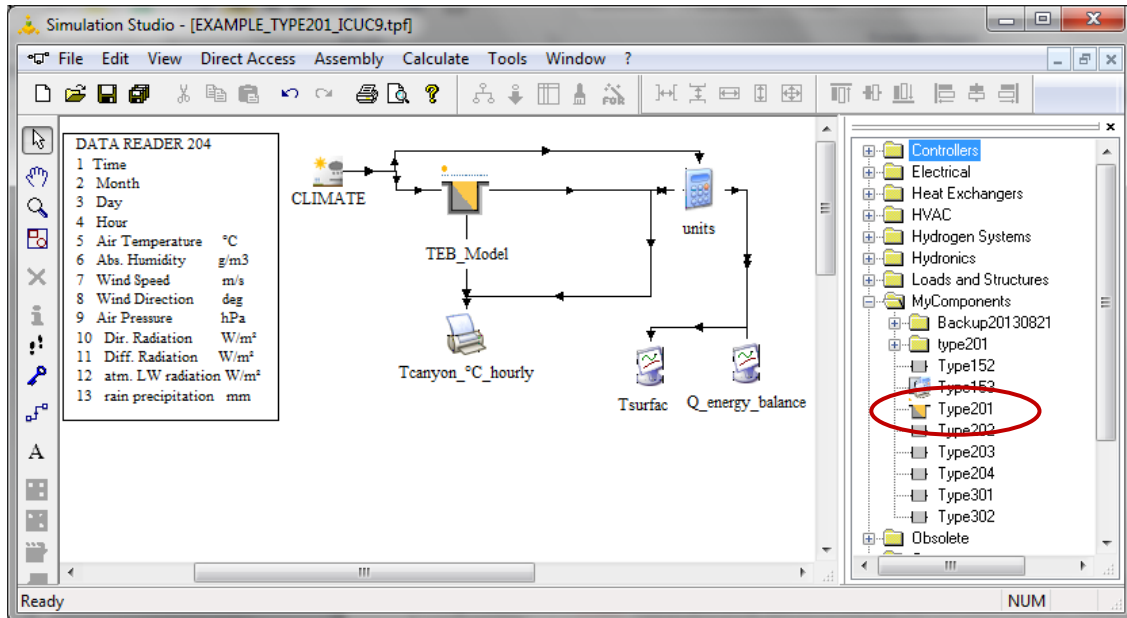 Simulation Studio - [EXAMPLE_TYPE201_ICUC9.tpf]
File Edit View Direct Access Assembly Calculate Tools Window ?
FOR
DATA READER 204
1 Time
2 Month
3 Day
4 Hour
5 Air Temperature °C
6 Abs. Humidity g/m3
7 Wind Speed m/s
8 Wind Direction deg
9 Air Pressure hPa
10 Dir. Radiation W/m²
11 Diff. Radiation W/m²
12 atm. LW radiation W/m²
13 rain precipitation mm
CLIMATE
TEB_Model
units
Tcanyon_°C_hourly
Tsurfac
Q_energy_balance
A
Controllers
Electrical
Heat Exchangers
HVAC
Hydrogen Systems
Hydronics
Loads and Structures
MyComponents
Backup20130821
type201
Type152
Type153
Type201
Type202
Type203
Type204
Type301
Type302
Obsolete
Ready
NUM